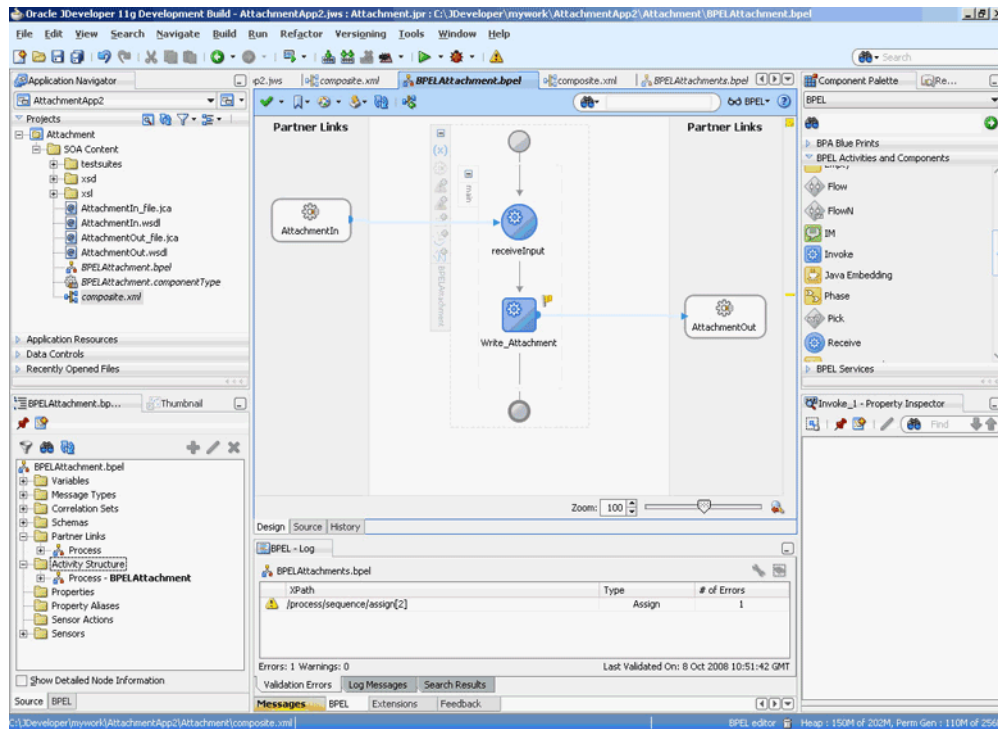 Oracle JDeveloper 11g Development Build - AttachmentApp2.jws : Attachment.jpr : C:\JDeveloper\mywork\AttachmentApp2\Attachment\BPELAttachment.bpel
File Edit View Search Navigate Build Run Refactor Versioning Tools Window Help
Search
Application Navigator
p2.jws composite.xml BPELAttachment.bpel composite.xml BPELAttachments.bpel
Component Palette Re...
AttachmentApp2
BPEL
BPEL
Projects
Attachment
SOA Content
testsuites
xsd
xsl
AttachmentIn_file.jca
AttachmentIn.wsdl
AttachmentOut_file.jca
AttachmentOut.wsdl
BPELAttachment.bpel
BPELAttachment.componentType
composite.xml
Application Resources
Data Controls
Recently Opened Files
Partner Links
Partner Links
(x)
main
AttachmentIn
receiveInput
BPELAttachment
Write_Attachment
AttachmentOut
Zoom: 100
Design Source History
BPA Blue Prints
BPEL Activities and Components
Empty
Flow
FlowN
IM
Invoke
Java Embedding
Phase
Pick
Receive
BPEL Services
BPELAttachment.bp... Thumbnail
BPELAttachment.bpel
Variables
Message Types
Correlation Sets
Schemas
Partner Links
Process
Activity Structure
Process - BPELAttachment
Properties
Property Aliases
Sensor Actions
Sensors
Show Detailed Node Information
Source BPEL
BPEL - Log
BPELAttachments.bpel
XPath Type # of Errors
/process/sequence/assign[2] Assign 1
Errors: 1 Warnings: 0 Last Validated On: 8 Oct 2008 10:51:42 GMT
Validation Errors Log Messages Search Results
Messages BPEL Extensions Feedback
Invoke_1 - Property Inspector
Find
C:\JDeveloper\mywork\AttachmentApp2\Attachment\composite.xml BPEL editor Heap : 150M of 202M, Perm Gen : 110M of 256